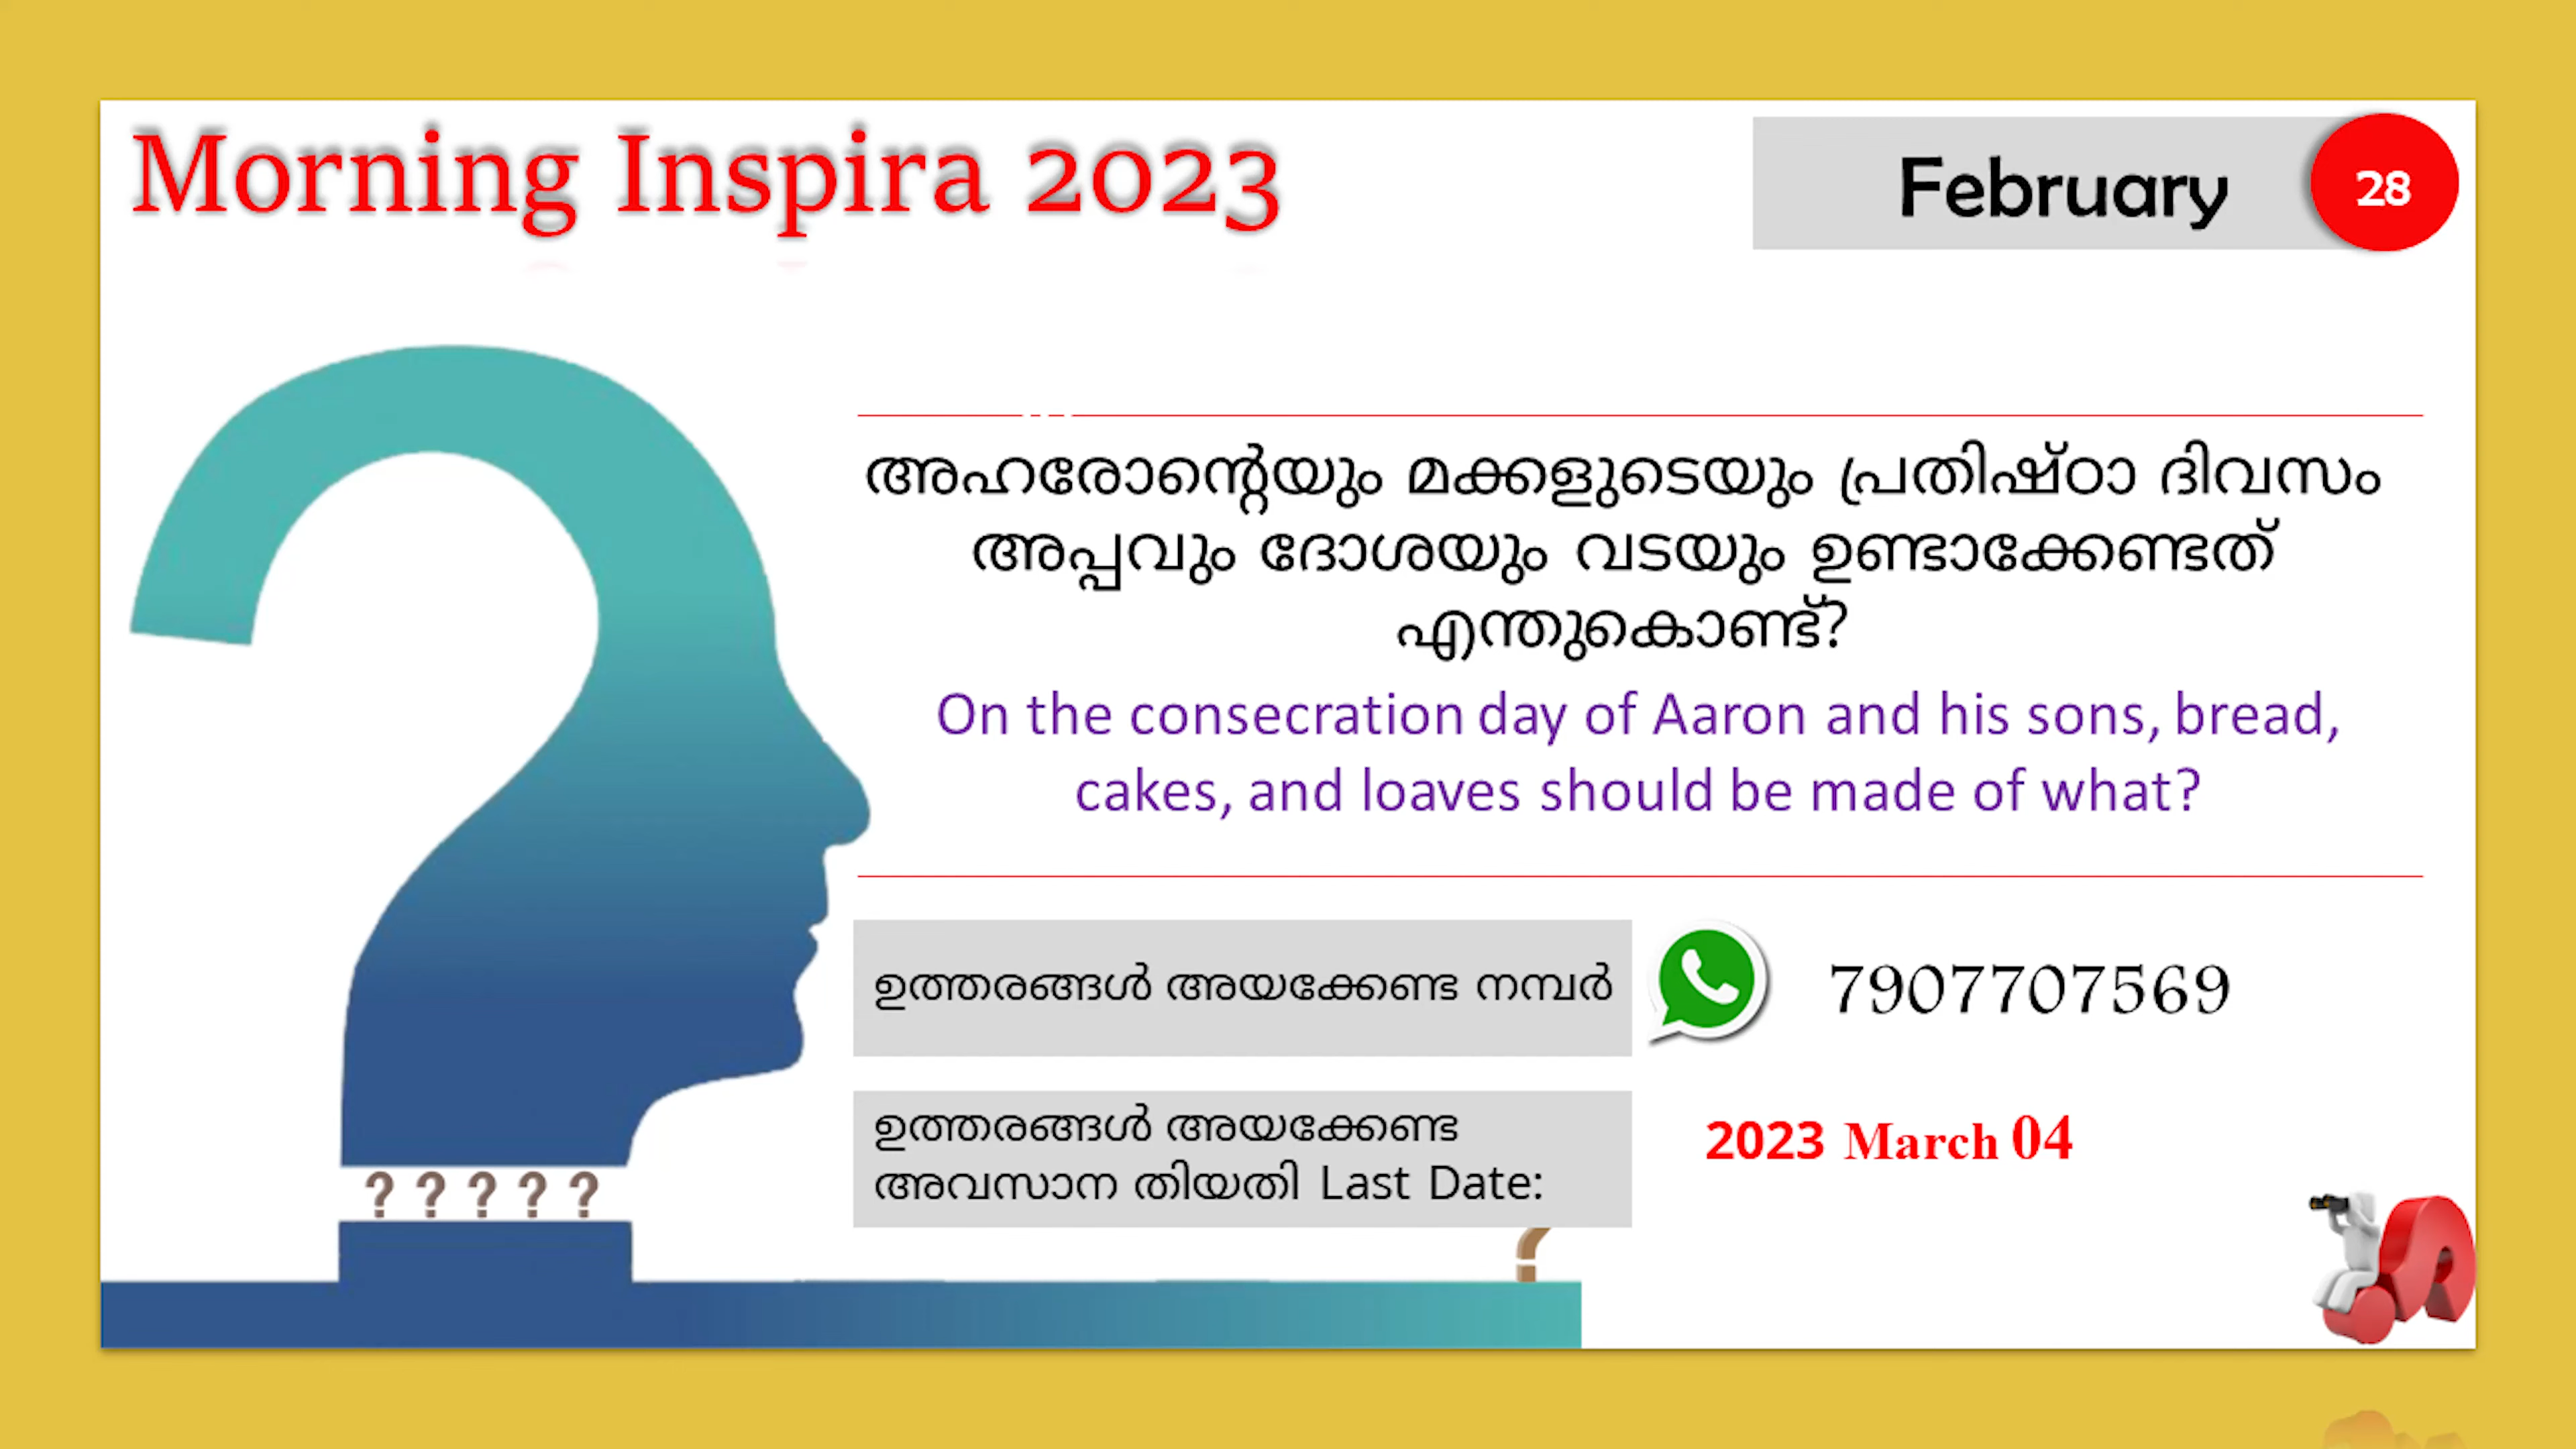 Morning Inspira 2023
February 28
അഹരോന്റെയും മക്കളുടെയും പ്രതിഷ്ഠാ ദിവസം
അപ്പവും ദോശയും വടയും ഉണ്ടാക്കേണ്ടത്
എന്തുകൊണ്ട്?
On the consecration day of Aaron and his sons, bread,
cakes, and loaves should be made of what?
ഉത്തരങ്ങൾ അയക്കേണ്ട നമ്പർ
7907707569
ഉത്തരങ്ങൾ അയക്കേണ്ട
അവസാന തിയതി Last Date:
2023 March 04
? ? ? ? ?